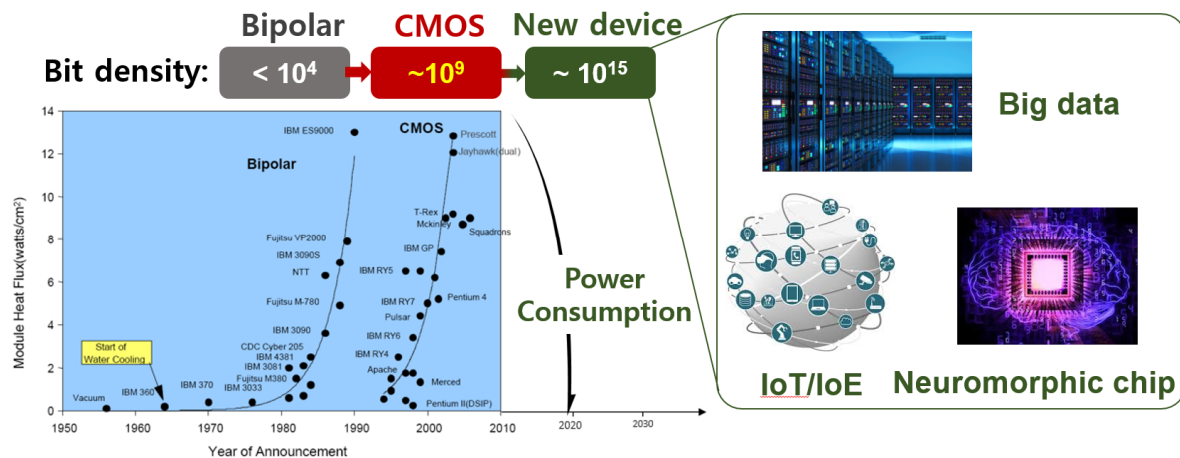 Bipolar
CMOS
New device
Bit density:
< 10⁴
~10⁹
~ 10¹⁵
Big data
IoT/IoE
Neuromorphic chip
Power
Consumption
Module Heat Flux(watts/cm²)
14
12
10
8
6
4
2
0
IBM ES9000
CMOS
Prescott
Jayhawk(dual)
Bipolar
T-Rex
Mckinley
Squadrons
Fujitsu VP2000
IBM GP
IBM 3090S
NTT
IBM RY5
Fujitsu M-780
IBM RY7
Pentium 4
Pulsar
IBM 3090
IBM RY6
Start of
Water Cooling
CDC Cyber 205
IBM 4381
IBM RY4
IBM 3081
Apache
Fujitsu M380
Merced
IBM 370
IBM 3033
IBM 360
Vacuum
Pentium II(DSIP)
1950
1960
1970
1980
1990
2000
2010
2020
2030
Year of Announcement